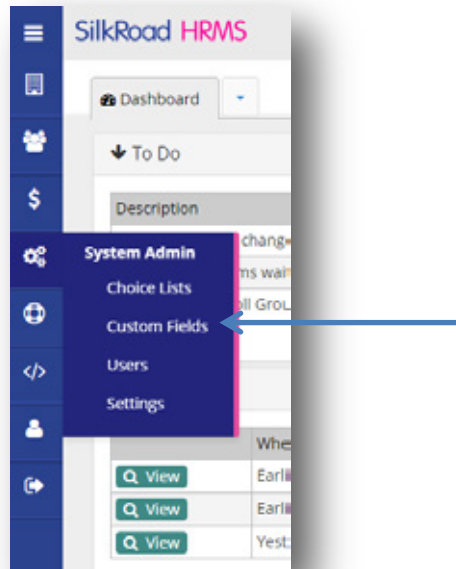 SilkRoad HRMS
Dashboard
To Do
Description
System Admin
Choice Lists
Custom Fields
Users
Settings
View
View
View